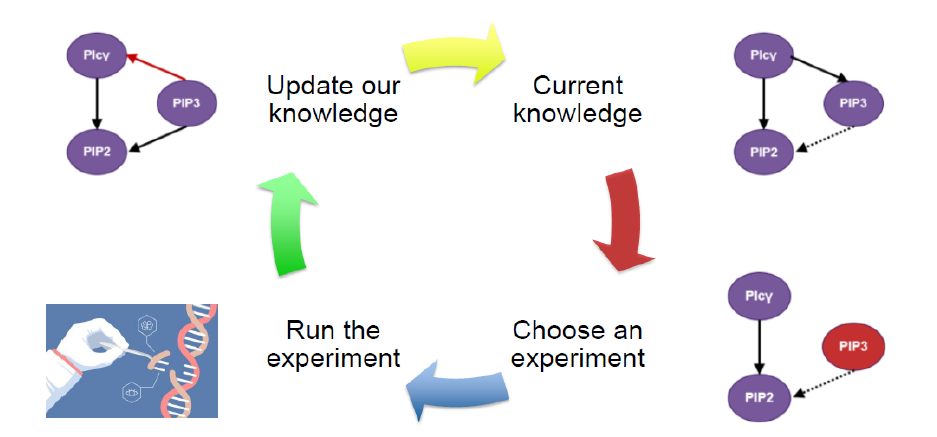 Plcγ
PIP3
PIP2
Update our
knowledge
Current
knowledge
Plcγ
PIP3
PIP2
Run the
experiment
Choose an
experiment
Plcγ
PIP3
PIP2